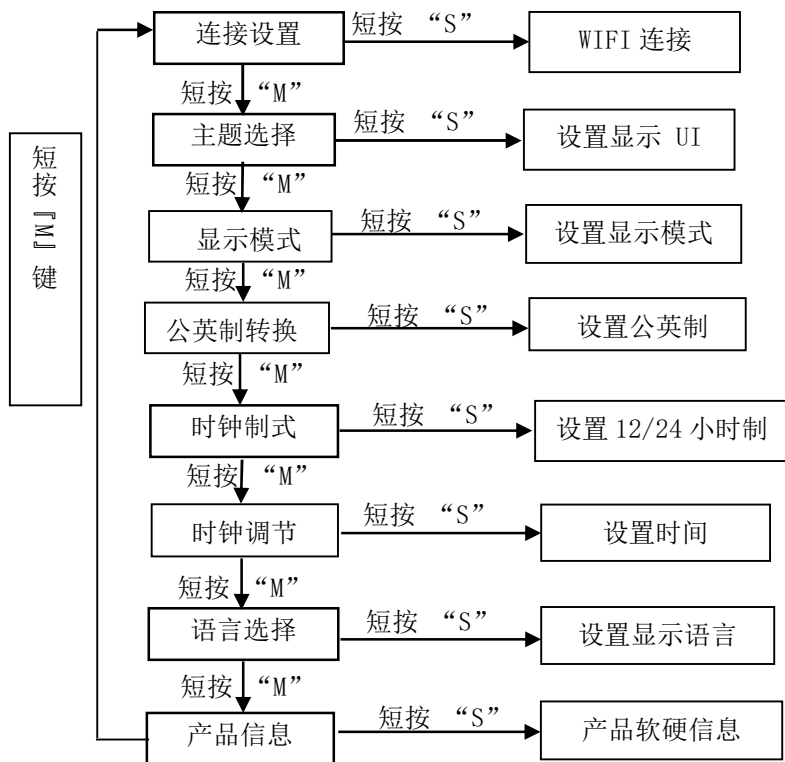 连接设置
短按 “S”
WIFI 连接
短按 “M”
主题选择
短按 “S”
设置显示 UI
短按 “M”
显示模式
短按 “S”
设置显示模式
短按 “M”
公英制转换
短按 “S”
设置公英制
短按 “M”
时钟制式
短按 “S”
设置 12/24 小时制
短按 “M”
时钟调节
短按 “S”
设置时间
短按 “M”
语言选择
短按 “S”
设置显示语言
短按 “M”
产品信息
短按 “S”
产品软硬信息
短按『M』键